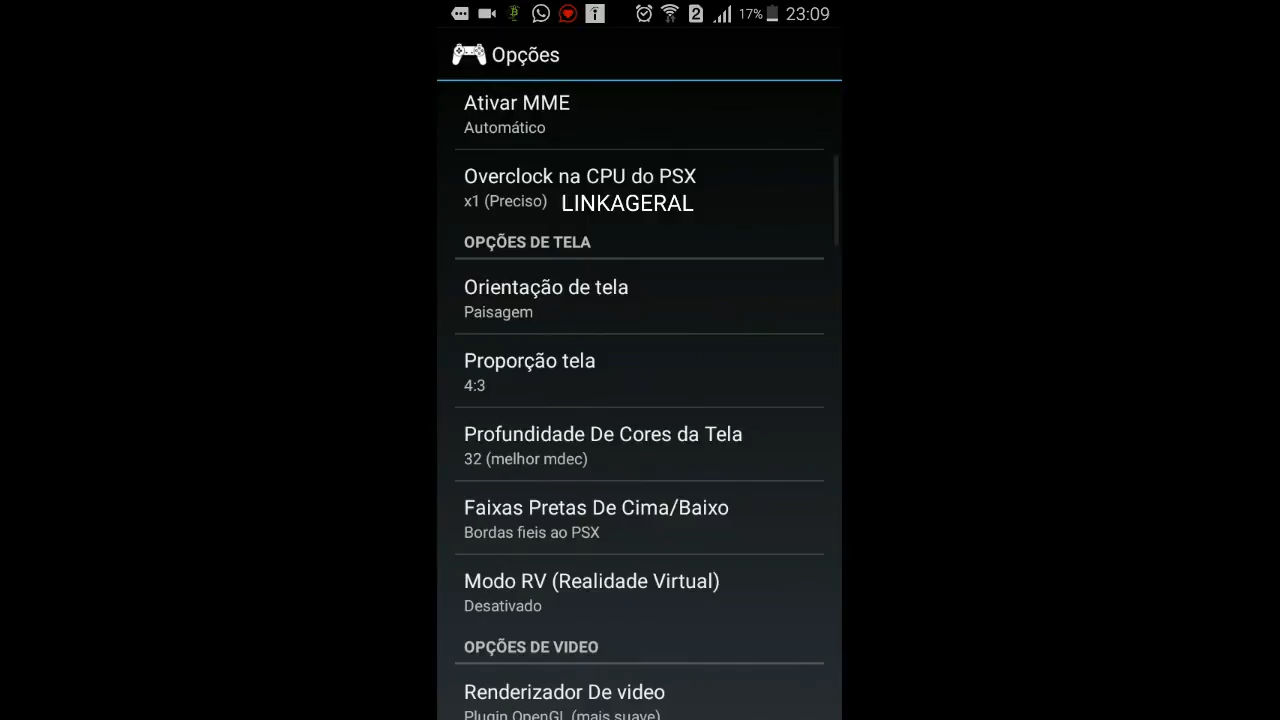 2 17% 23:09
Opções
Ativar MME
Automático
Overclock na CPU do PSX
x1 (Preciso) LINKAGERAL
OPÇÕES DE TELA
Orientação de tela
Paisagem
Proporção tela
4:3
Profundidade De Cores da Tela
32 (melhor mdec)
Faixas Pretas De Cima/Baixo
Bordas fieis ao PSX
Modo RV (Realidade Virtual)
Desativado
OPÇÕES DE VIDEO
Renderizador De video
Plugin OpenGL (mais suave)